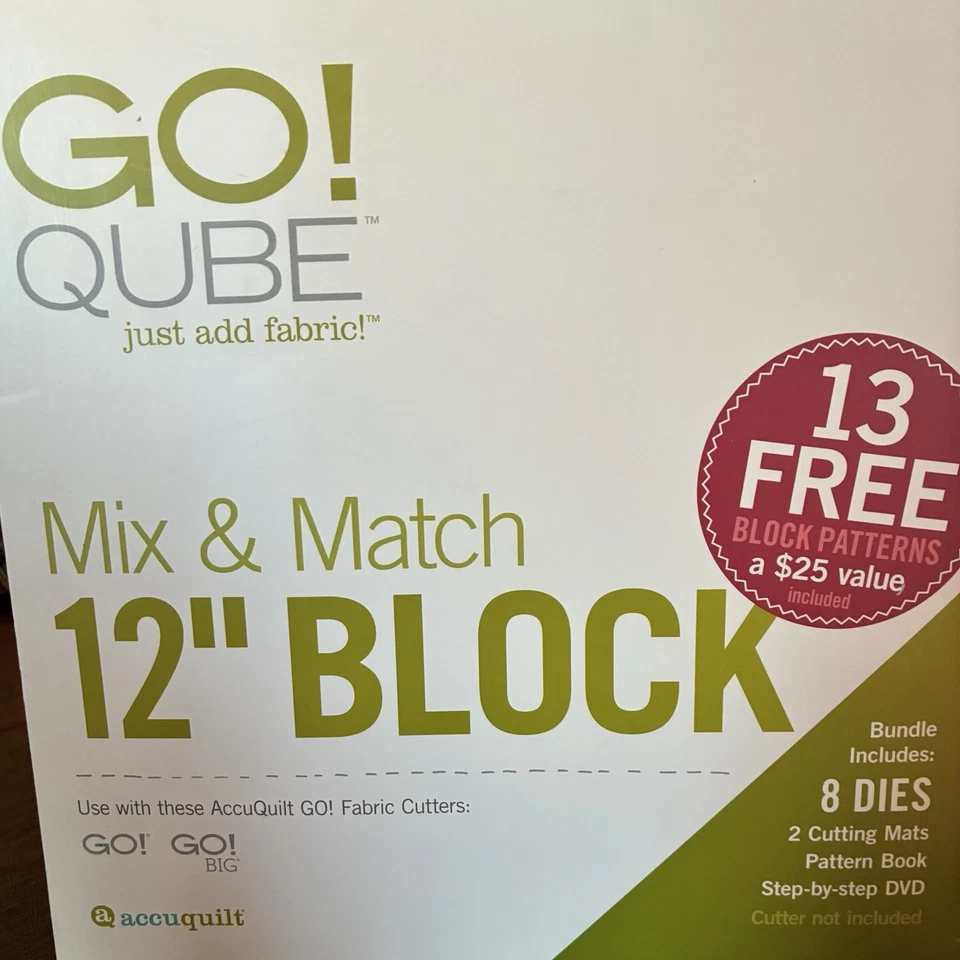 GO!
QUBE™
just add fabric!™
13
FREE
BLOCK PATTERNS
a $25 value
included
Mix & Match
12" BLOCK
Use with these AccuQuilt GO! Fabric Cutters:
GO!® GO!
BIG®
a accuquilt®
Bundle
Includes:
8 DIES
2 Cutting Mats
Pattern Book
Step-by-step DVD
Cutter not included